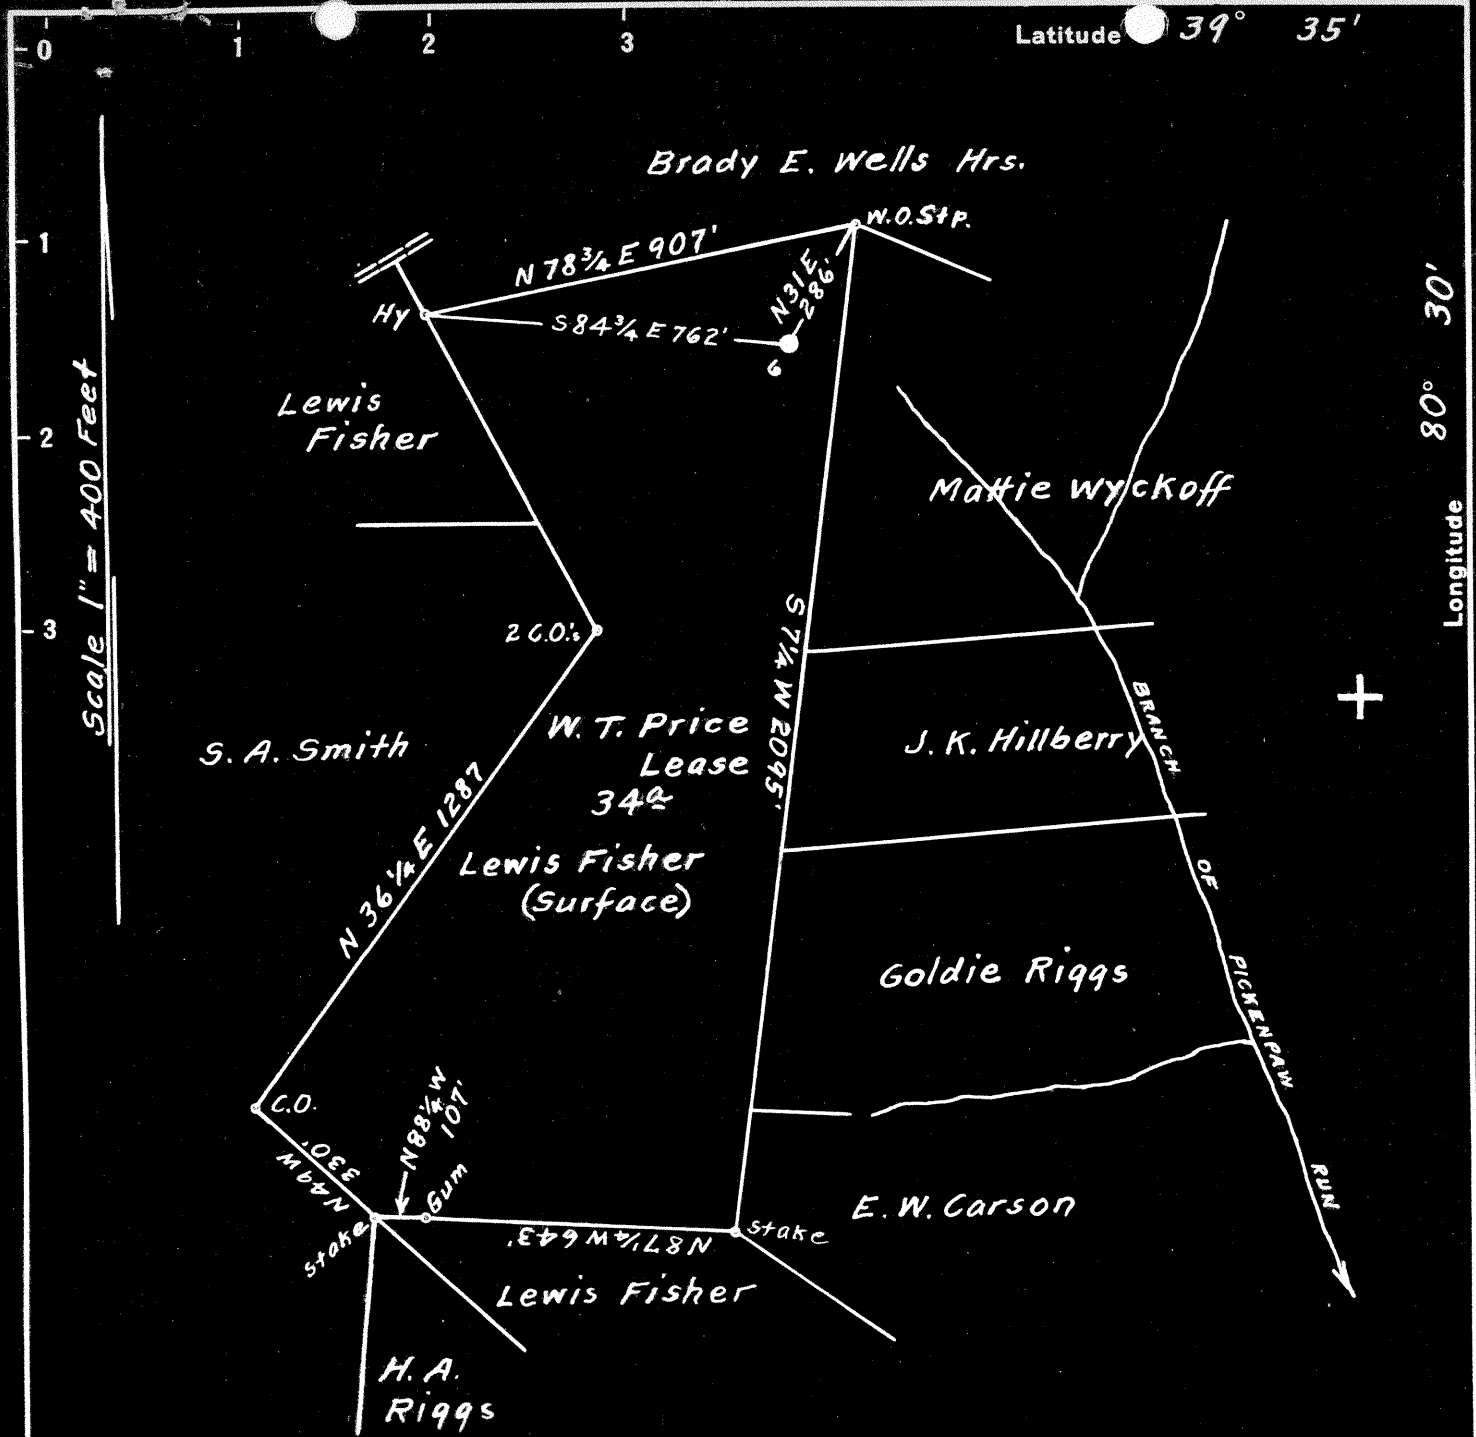 0
1
2
3
Latitude 39° 35'
1
2
3
Longitude 80° 30'
Scale 1" = 400 Feet
Brady E. Wells Hrs.
W.O.Stp.
N 78¾ E 907'
N 31 E
286'
Hy
S 84¾ E 762'
6
Lewis
Fisher
Mattie Wyckoff
2 C.O.'s
S 7¼ W 2095'
S. A. Smith
W. T. Price
Lease
34a
J. K. Hillberry
N 36¼ E 1287
Lewis Fisher
(Surface)
Goldie Riggs
BRANCH OF PICKENPAW RUN
C.O.
N 49 W
330'
N 88¼ W
107'
Gum
stake
N 87¼ W 643'
stake
E. W. Carson
Lewis Fisher
H. A.
Riggs